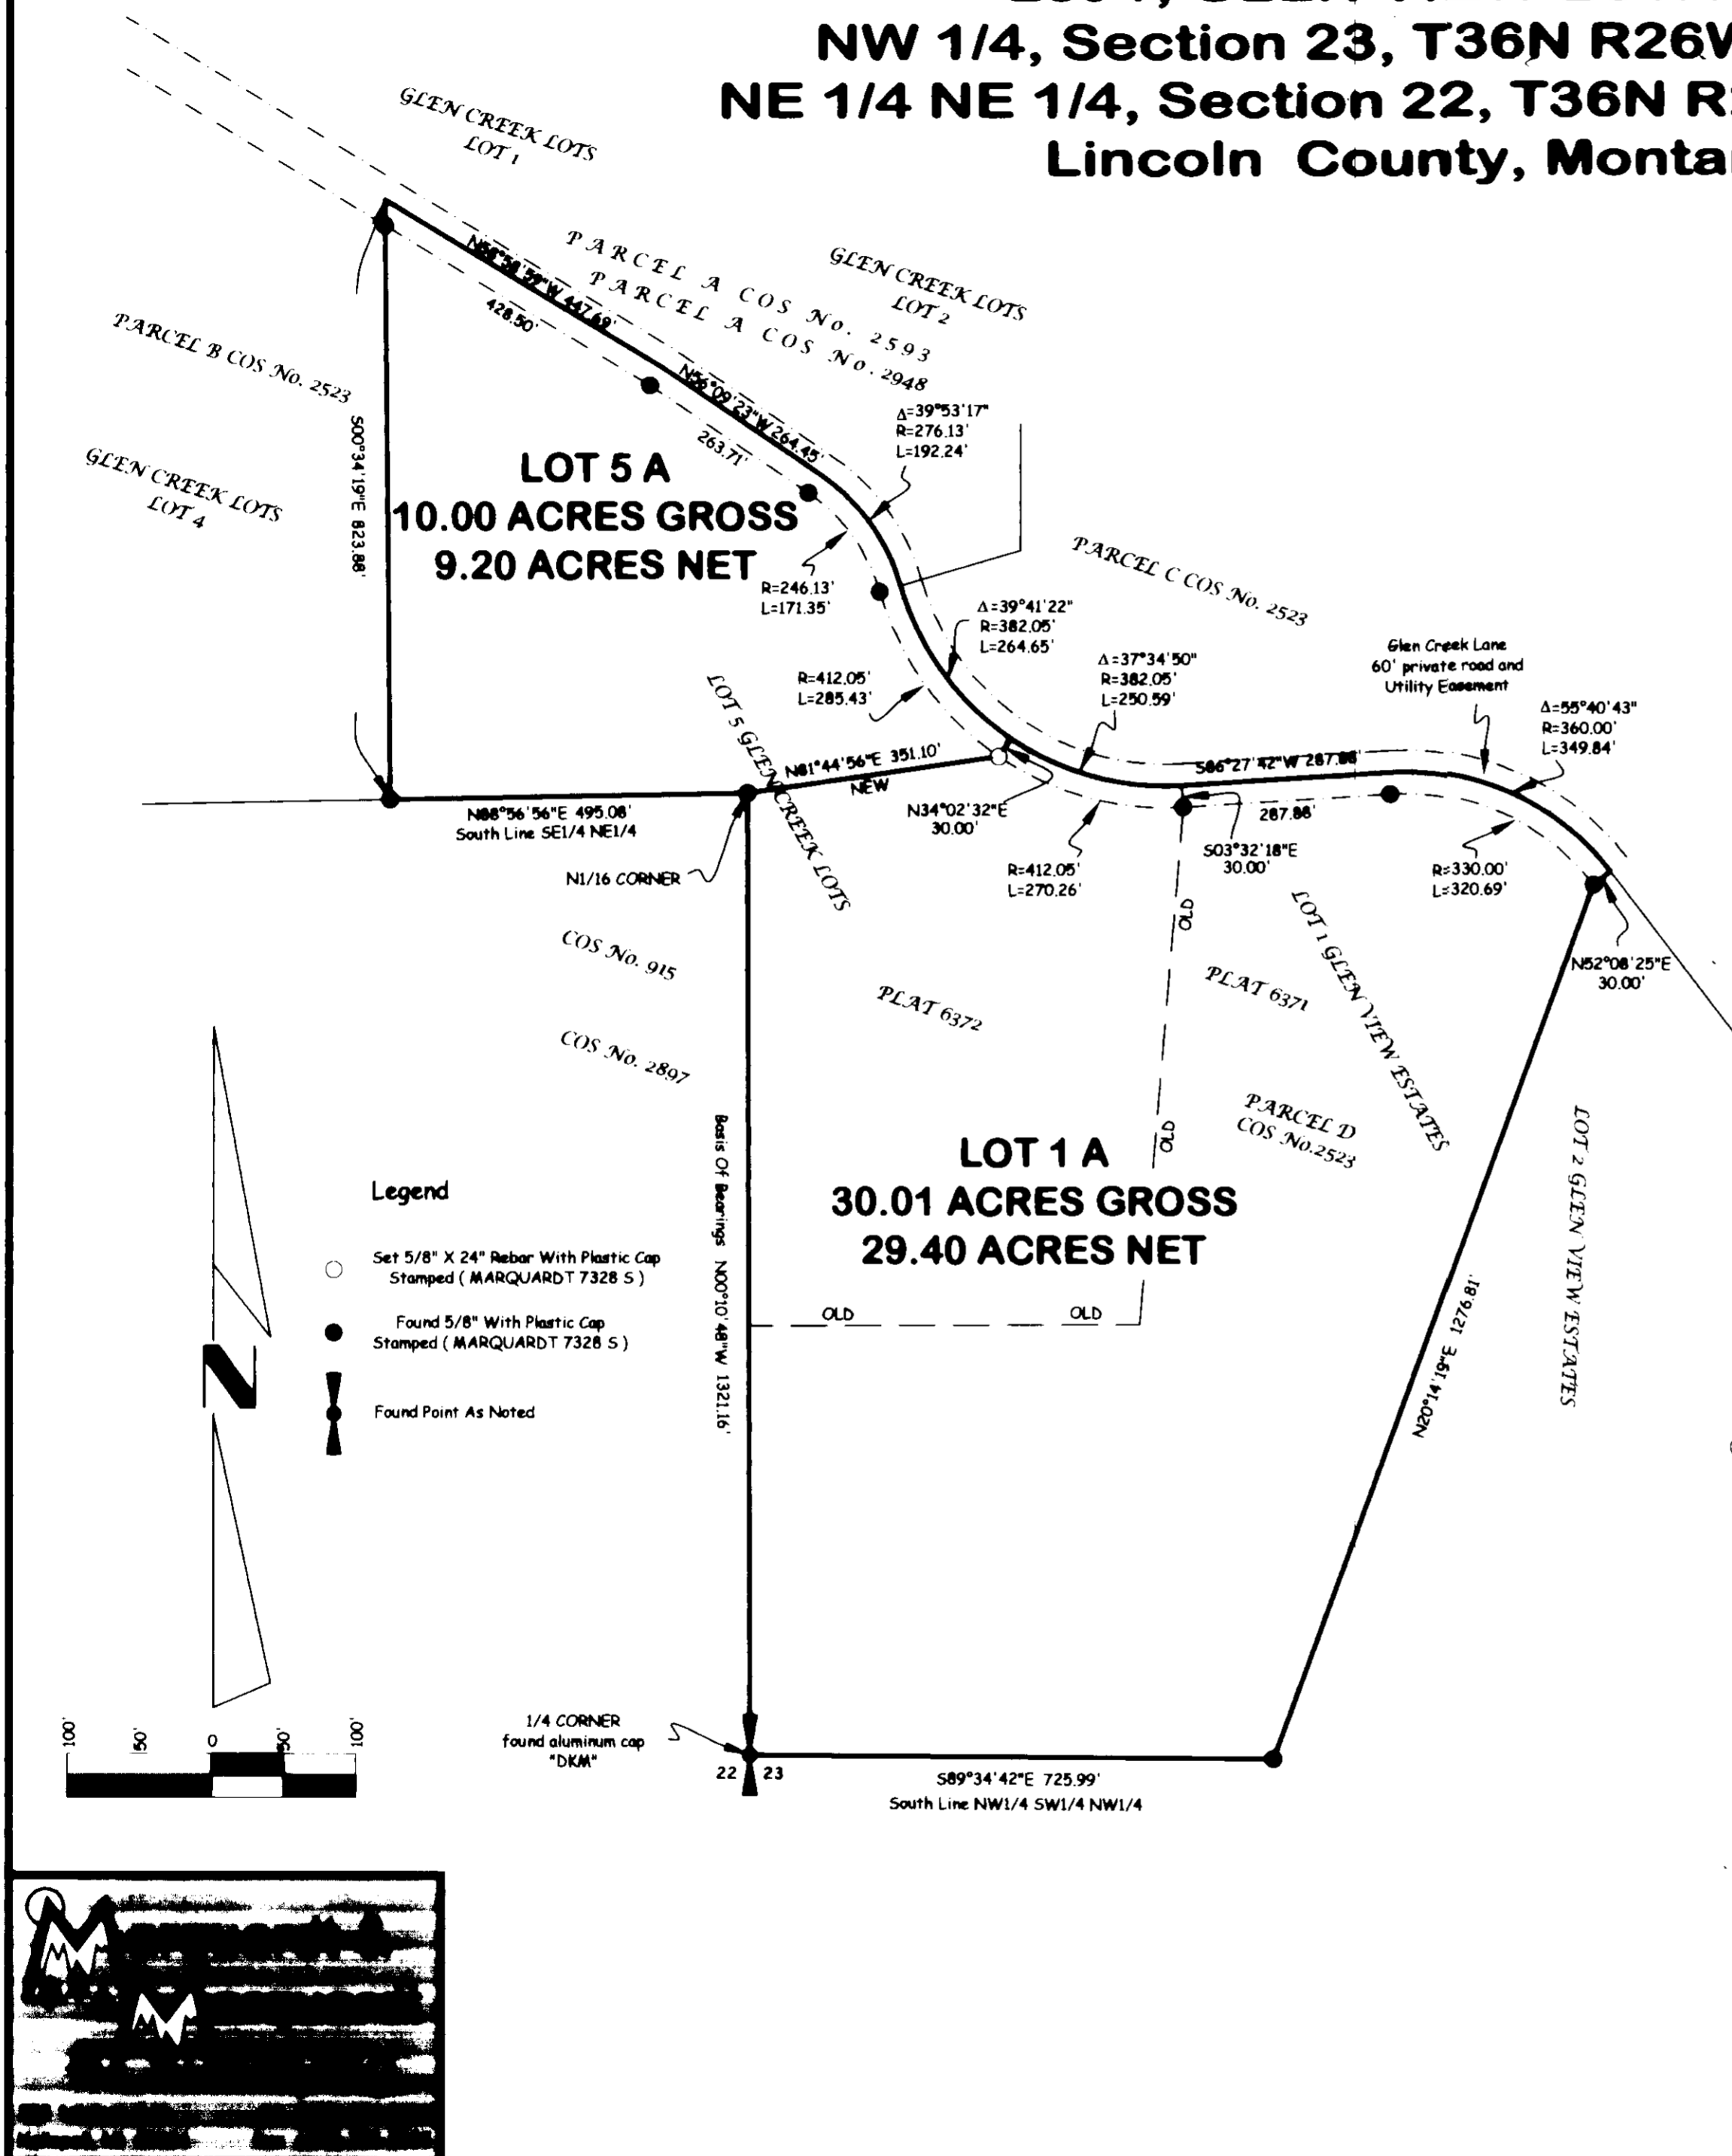 NW 1/4, Section 23, T36N R26W
NE 1/4 NE 1/4, Section 22, T36N R
Lincoln County, Monta
GLEN CREEK LOTS
LOT 1
PARCEL A COS No. 2593
PARCEL A COS No. 2948
GLEN CREEK LOTS
LOT 2
428.50'
PARCEL B COS No. 2523
N56°09'23"W 264.45'
263.71'
Δ=39°53'17"
R=276.13'
L=192.24'
GLEN CREEK LOTS
LOT 4
S00°34'19"E 823.88'
LOT 5 A
10.00 ACRES GROSS
9.20 ACRES NET
R=246.13'
L=171.35'
PARCEL C COS No. 2523
Δ=39°41'22"
R=382.05'
L=264.65'
Δ=37°34'50"
R=382.05'
L=250.59'
Glen Creek Lane
60' private road and
Utility Easement
R=412.05'
L=285.43'
LOT 5 GLEN CREEK LOTS
Δ=55°40'43"
R=360.00'
L=349.84'
N81°44'56"E 351.10'
NEW
S86°27'42"W 287.88'
287.88'
N88°56'56"E 495.08'
South Line SE1/4 NE1/4
N34°02'32"E
30.00'
S03°32'18"E
30.00'
N1/16 CORNER
R=412.05'
L=270.26'
R=330.00'
L=320.69'
OLD
LOT 1 GLEN VIEW ESTATES
N52°08'25"E
30.00'
COS No. 915
PLAT 6372
PLAT 6371
COS No. 2897
PARCEL D
COS No.2523
OLD
Basis Of Bearings N00°10'48"W 1321.16'
LOT 1 A
30.01 ACRES GROSS
29.40 ACRES NET
LOT 2 GLEN VIEW ESTATES
OLD
OLD
N20°14'19"E 1276.81'
Legend
Set 5/8" X 24" Rebar With Plastic Cap
Stamped ( MARQUARDT 7328 S )
Found 5/8" With Plastic Cap
Stamped ( MARQUARDT 7328 S )
Found Point As Noted
N
100'
50'
0
50'
100'
1/4 CORNER
found aluminum cap
"DKM"
22
23
S89°34'42"E 725.99'
South Line NW1/4 SW1/4 NW1/4